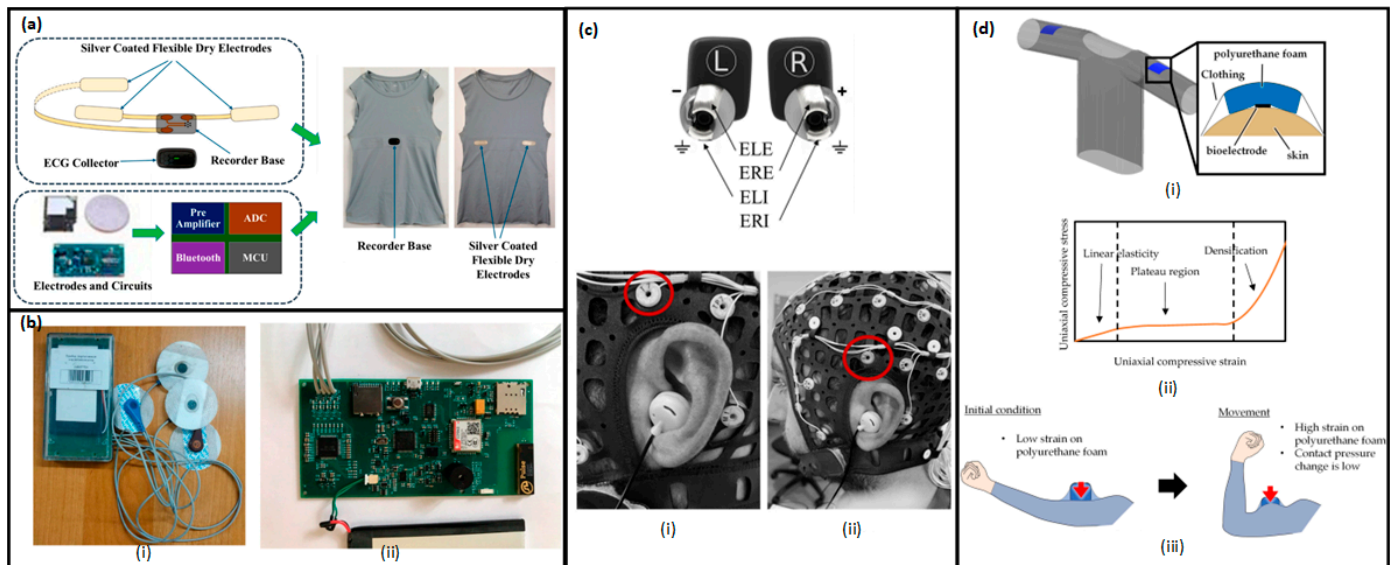 (a)
Silver Coated Flexible Dry Electrodes
ECG Collector
Recorder Base
Pre
Amplifier
ADC
Bluetooth
MCU
Electrodes and Circuits
Recorder Base
Silver Coated
Flexible Dry
Electrodes
(b)
(i)
(ii)
(c)
L
R
-
+
ELE
ERE
ELI
ERI
(i)
(ii)
(d)
polyurethane foam
Clothing
bioelectrode
skin
(i)
Uniaxial compressive stress
Linear elasticity
Plateau region
Densification
Uniaxial compressive strain
(ii)
Initial condition
• Low strain on
polyurethane foam
Movement
• High strain on
polyurethane foam
• Contact pressure
change is low
(iii)